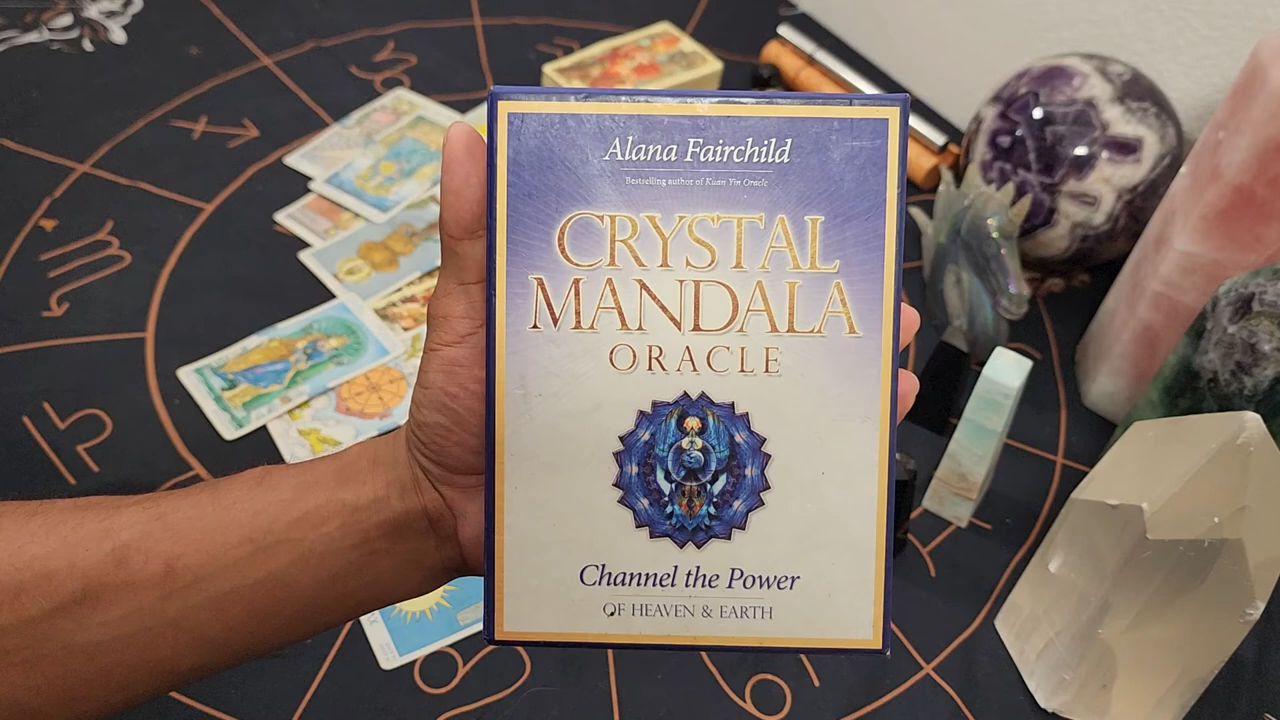 Alana Fairchild
Bestselling author of Kuan Yin Oracle
CRYSTAL
MANDALA
ORACLE
Channel the Power
OF HEAVEN & EARTH